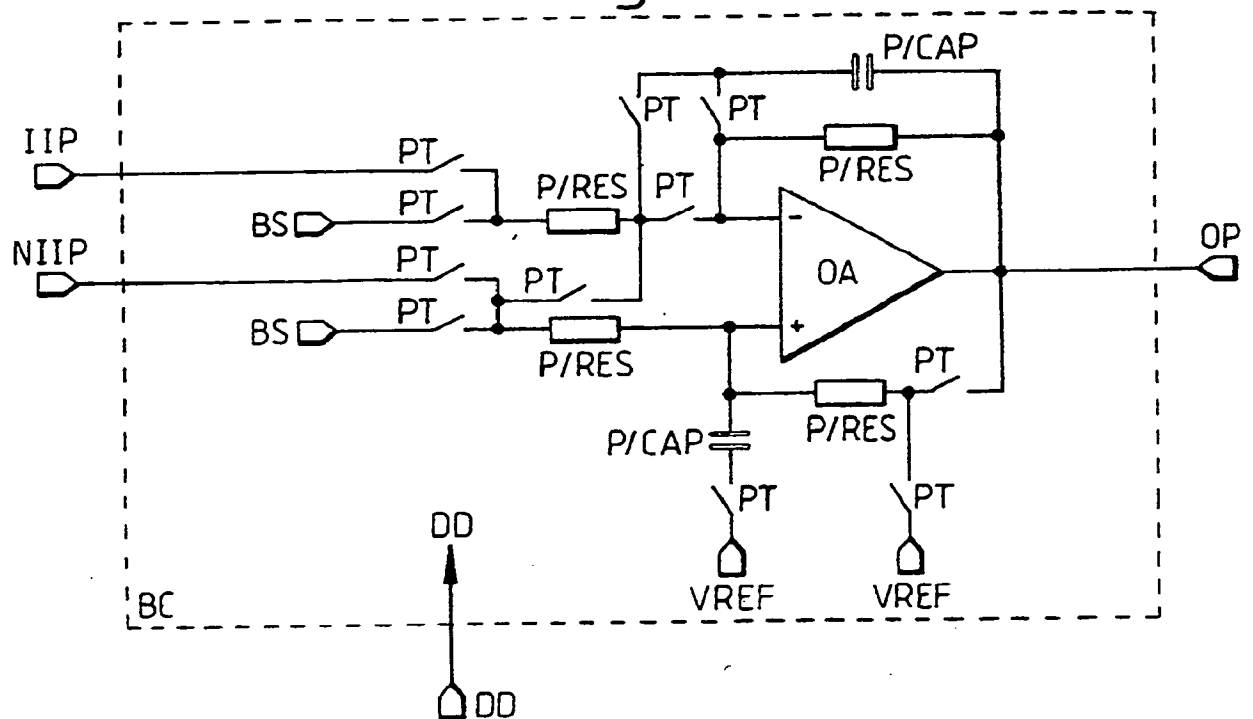 P/CAP
PT
PT
IIP
PT
P/RES
P/RES
PT
PT
BS
NIIP
PT
PT
OA
OP
BS
PT
P/RES
PT
P/RES
P/CAP
PT
PT
DD
VREF
VREF
BC
DD